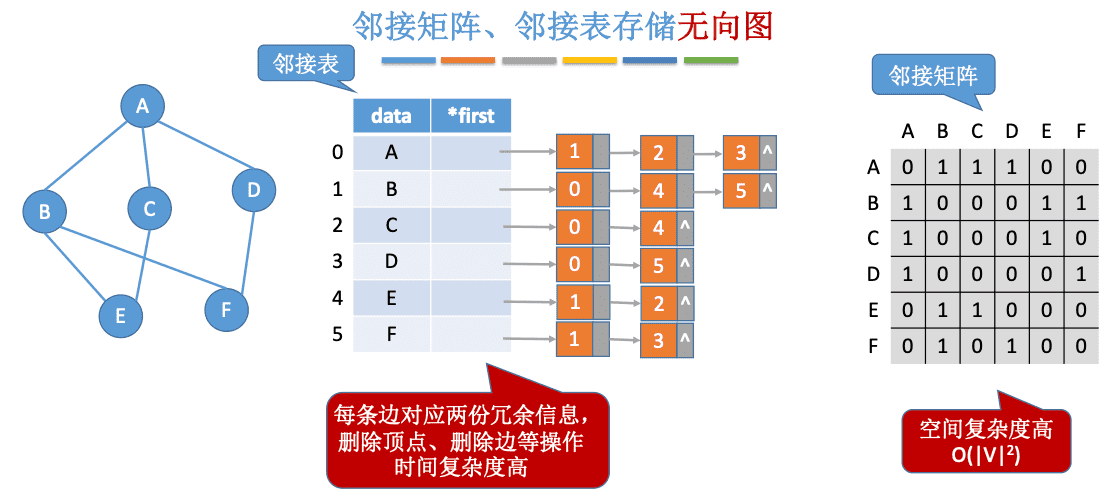 邻接矩阵、邻接表存储无向图
邻接表
邻接矩阵
A
B
C
D
E
F
data *first
0 A 1 2 3 ^
1 B 0 4 5 ^
2 C 0 4 ^
3 D 0 5 ^
4 E 1 2 ^
5 F 1 3 ^
A B C D E F
A 0 1 1 1 0 0
B 1 0 0 0 1 1
C 1 0 0 0 1 0
D 1 0 0 0 0 1
E 0 1 1 0 0 0
F 0 1 0 1 0 0
每条边对应两份冗余信息，
删除顶点、删除边等操作
时间复杂度高
空间复杂度高
O(|V|²)